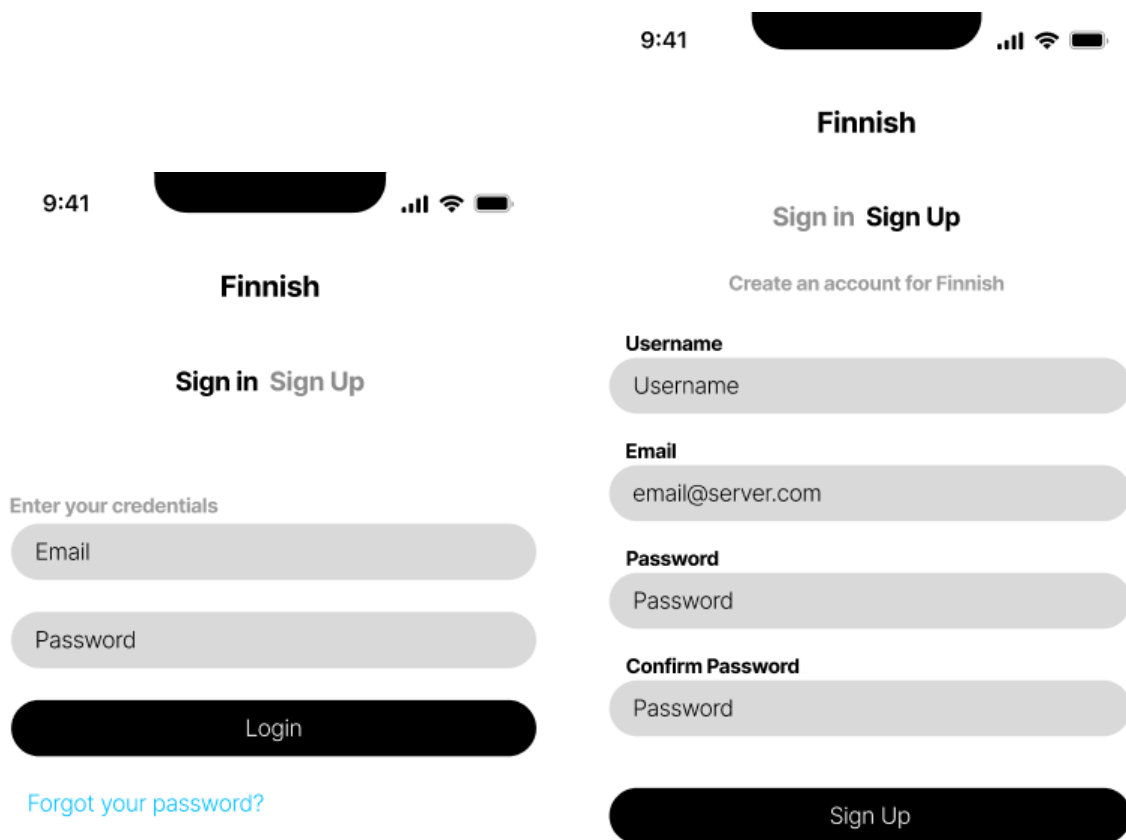 9:41
Finnish
Sign in Sign Up
Enter your credentials
Email
Password
Login
Forgot your password?
9:41
Finnish
Sign in Sign Up
Create an account for Finnish
Username
Username
Email
email@server.com
Password
Password
Confirm Password
Password
Sign Up